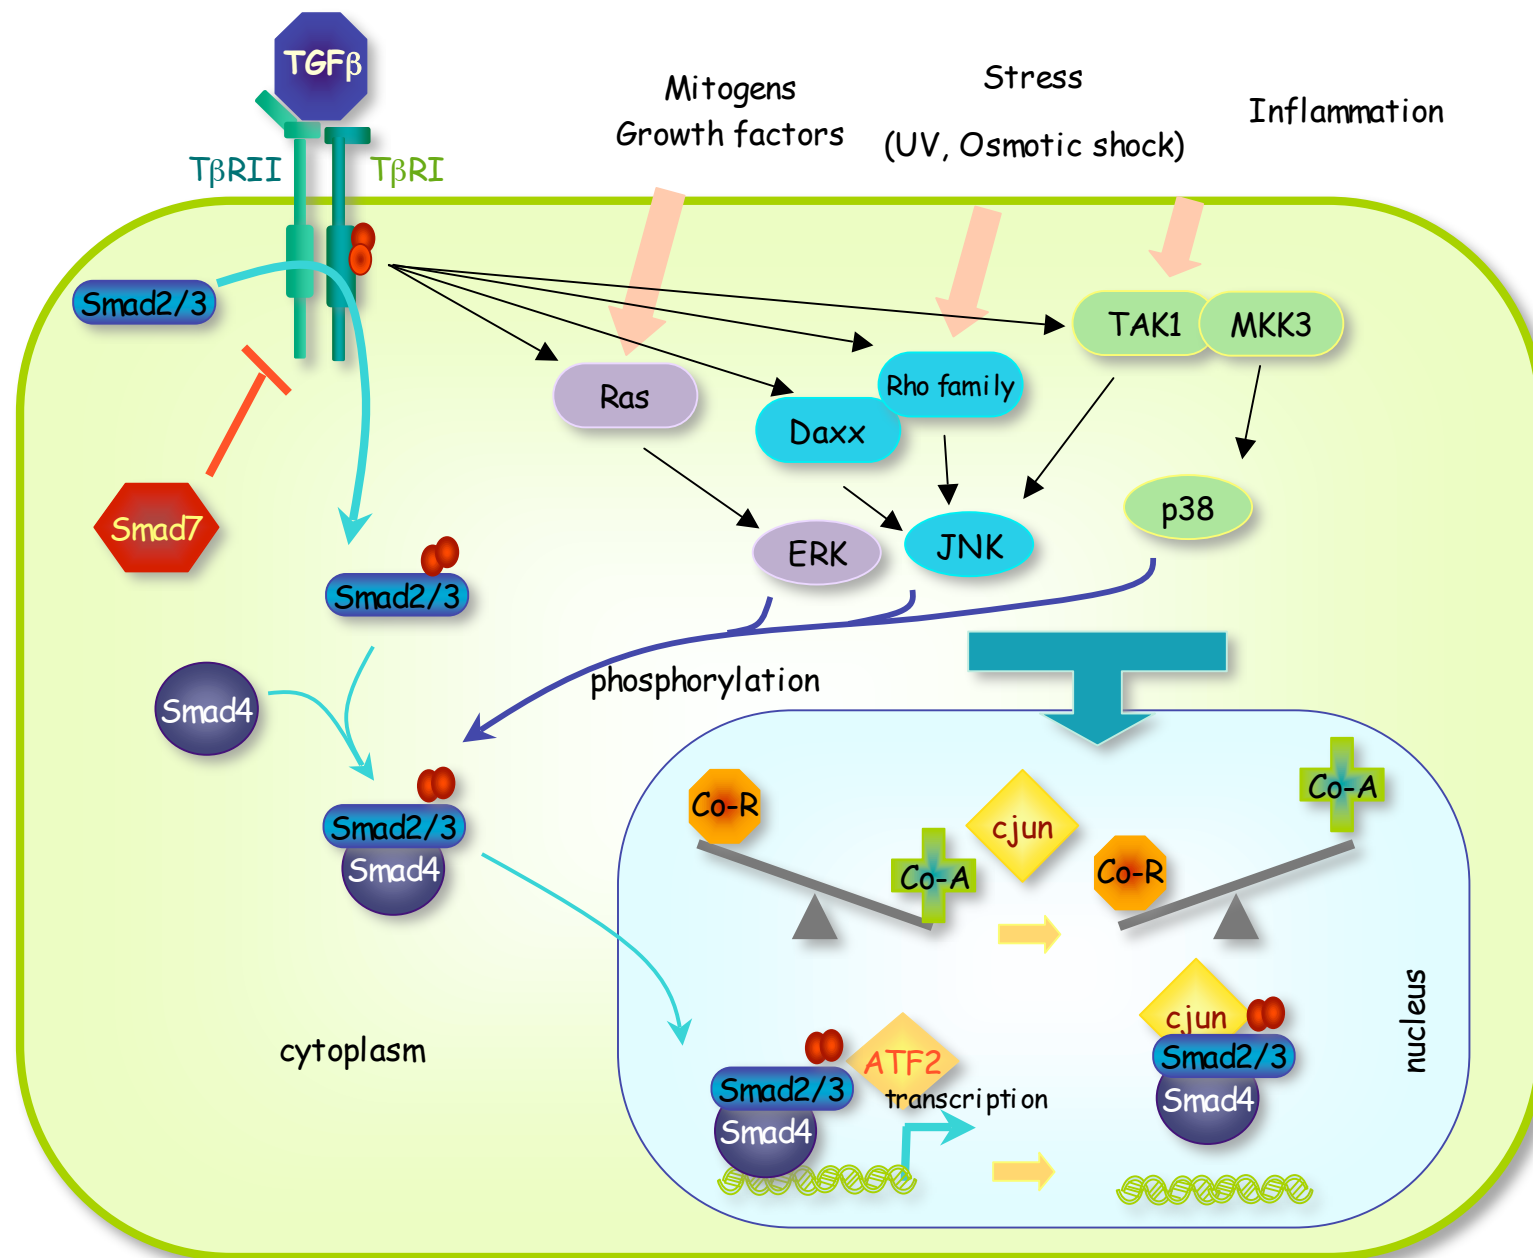 TGFβ
Mitogens
Growth factors
Stress
(UV, Osmotic shock)
Inflammation
TβRII
TβRI
Smad2/3
TAK1
MKK3
Ras
Rho family
Daxx
Smad7
p38
ERK
JNK
Smad2/3
phosphorylation
Smad4
Co-R
cjun
Co-A
Smad2/3
Smad4
Co-A
Co-R
cytoplasm
nucleus
cjun
Smad2/3
Smad4
ATF2
transcription
Smad2/3
Smad4